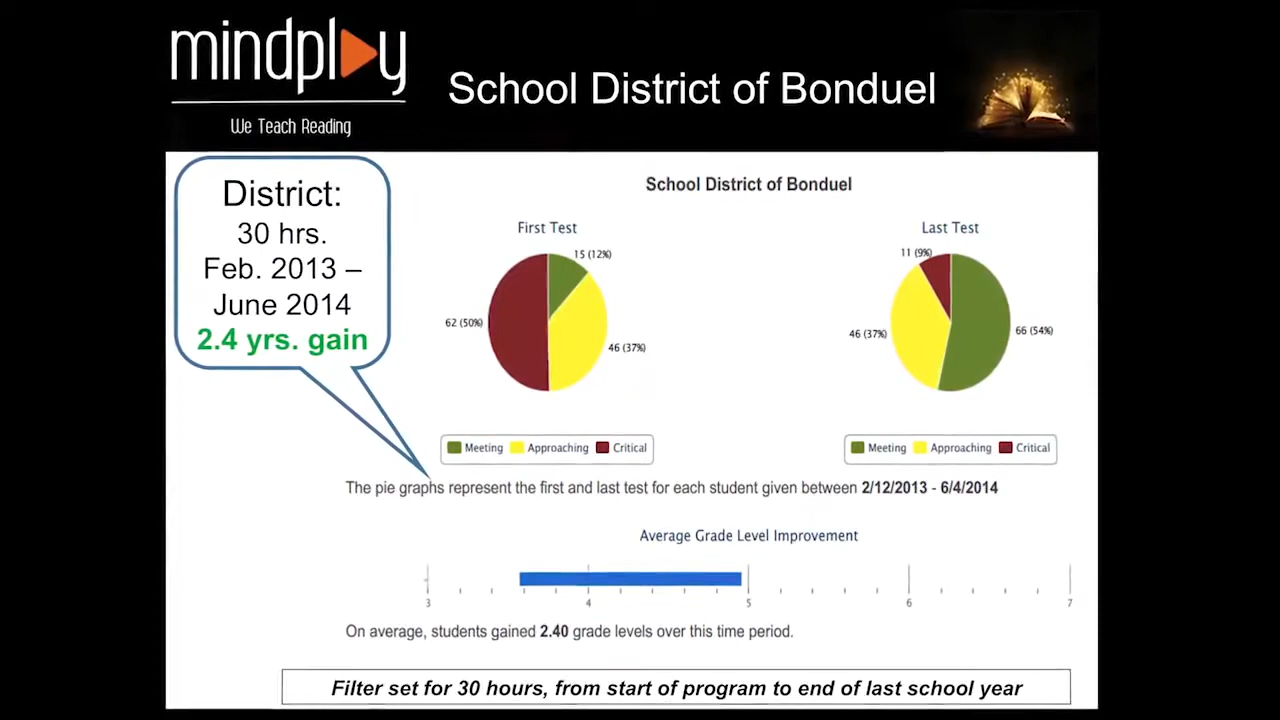 mindplay
We Teach Reading
School District of Bonduel
District:
30 hrs.
Feb. 2013 –
June 2014
2.4 yrs. gain
School District of Bonduel
First Test
15 (12%)
62 (50%)
46 (37%)
Meeting Approaching Critical
Last Test
11 (9%)
46 (37%)
66 (54%)
Meeting Approaching Critical
The pie graphs represent the first and last test for each student given between 2/12/2013 - 6/4/2014
Average Grade Level Improvement
3 4 5 6 7
On average, students gained 2.40 grade levels over this time period.
Filter set for 30 hours, from start of program to end of last school year